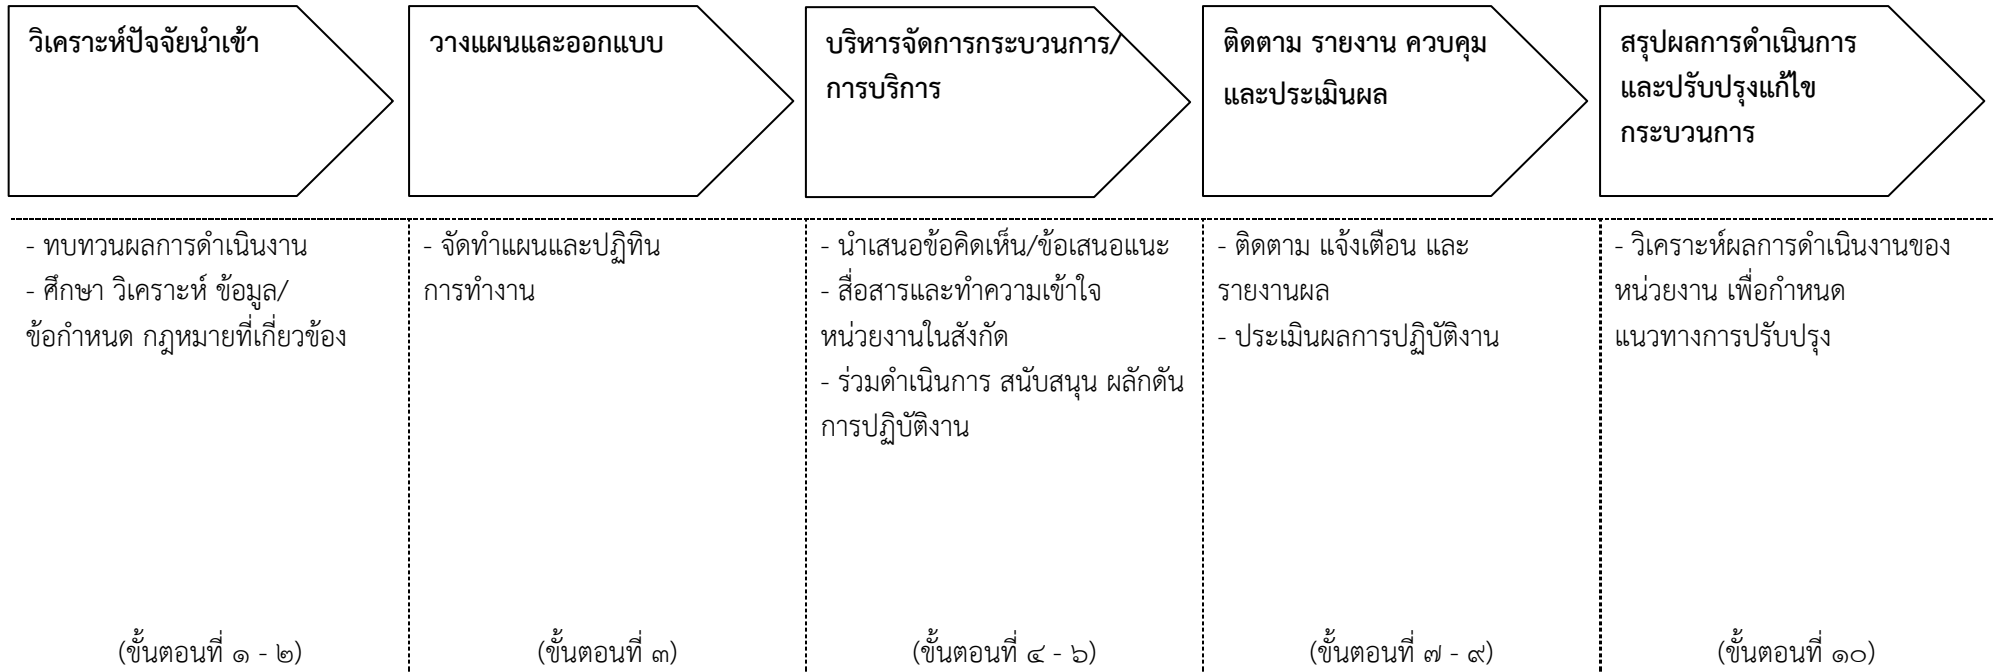 วิเคราะห์ปัจจัยนำเข้า
วางแผนและออกแบบ
บริหารจัดการกระบวนการ/
การบริการ
ติดตาม รายงาน ควบคุม
และประเมินผล
สรุปผลการดำเนินการ
และปรับปรุงแก้ไข
กระบวนการ
- ทบทวนผลการดำเนินงาน
- ศึกษา วิเคราะห์ ข้อมูล/
ข้อกำหนด กฎหมายที่เกี่ยวข้อง
(ขั้นตอนที่ ๑ - ๒)
- จัดทำแผนและปฏิทิน
การทำงาน
(ขั้นตอนที่ ๓)
- นำเสนอข้อคิดเห็น/ข้อเสนอแนะ
- สื่อสารและทำความเข้าใจ
หน่วยงานในสังกัด
- ร่วมดำเนินการ สนับสนุน ผลักดัน
การปฏิบัติงาน
(ขั้นตอนที่ ๔ - ๖)
- ติดตาม แจ้งเตือน และ
รายงานผล
- ประเมินผลการปฏิบัติงาน
(ขั้นตอนที่ ๗ - ๙)
- วิเคราะห์ผลการดำเนินงานของ
หน่วยงาน เพื่อกำหนด
แนวทางการปรับปรุง
(ขั้นตอนที่ ๑๐)